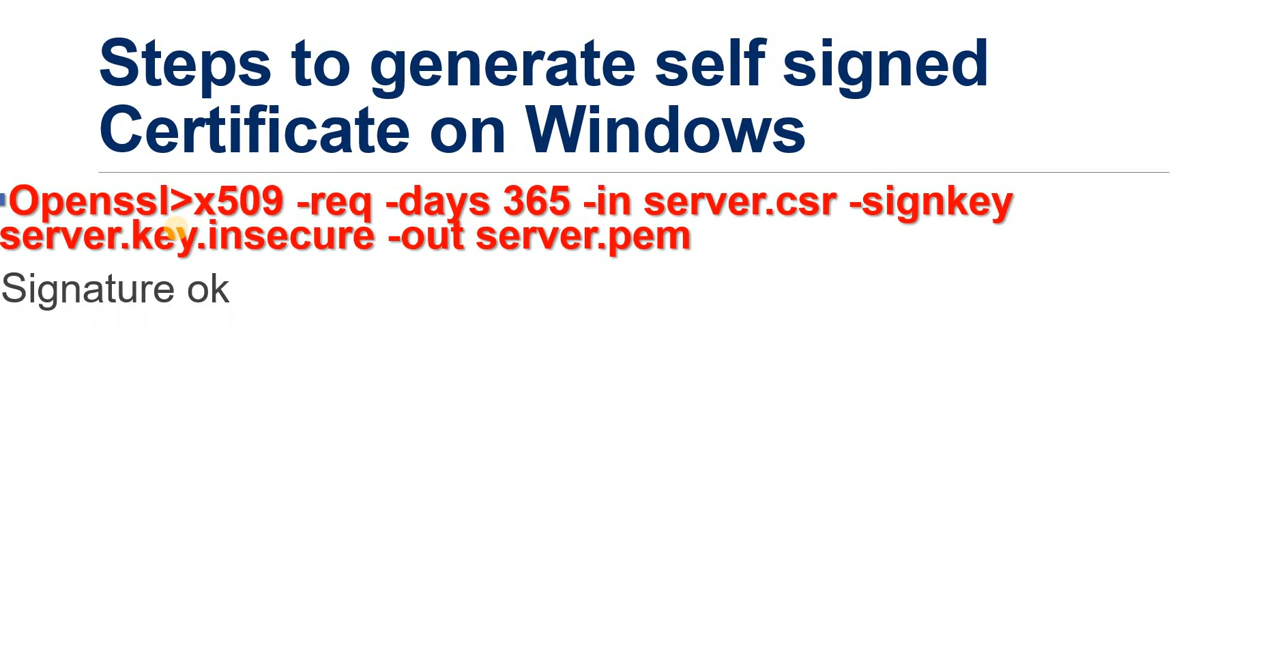 Steps to generate self signed
Certificate on Windows
Openssl>x509 -req -days 365 -in server.csr -signkey
server.key.insecure -out server.pem
Signature ok